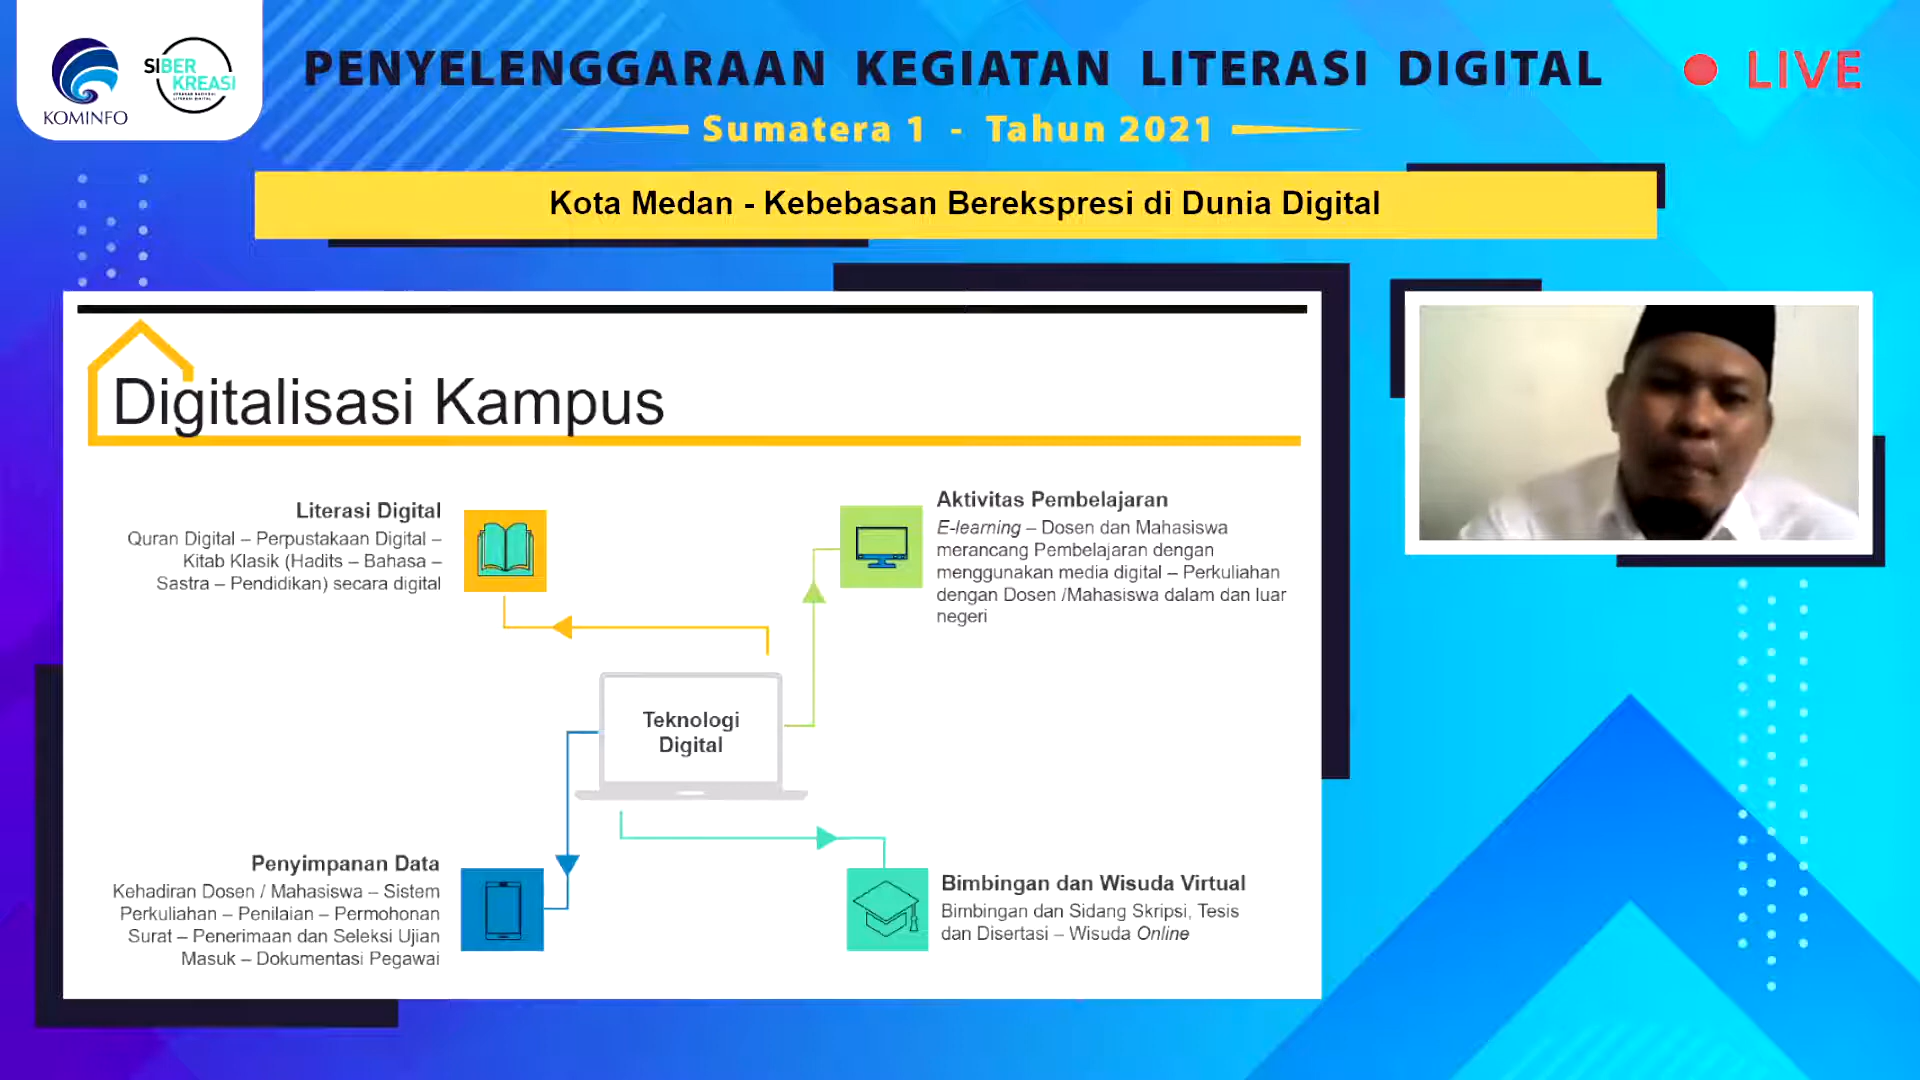 KOMINFO
SIBER
KREASI
PENYELENGGARAAN KEGIATAN LITERASI DIGITAL
LIVE
Sumatera 1 - Tahun 2021
Kota Medan - Kebebasan Berekspresi di Dunia Digital
Digitalisasi Kampus
Literasi Digital
Quran Digital – Perpustakaan Digital –
Kitab Klasik (Hadits – Bahasa –
Sastra – Pendidikan) secara digital
Aktivitas Pembelajaran
E-learning – Dosen dan Mahasiswa
merancang Pembelajaran dengan
menggunakan media digital – Perkuliahan
dengan Dosen /Mahasiswa dalam dan luar
negeri
Teknologi
Digital
Penyimpanan Data
Kehadiran Dosen / Mahasiswa – Sistem
Perkuliahan – Penilaian – Permohonan
Surat – Penerimaan dan Seleksi Ujian
Masuk – Dokumentasi Pegawai
Bimbingan dan Wisuda Virtual
Bimbingan dan Sidang Skripsi, Tesis
dan Disertasi – Wisuda Online